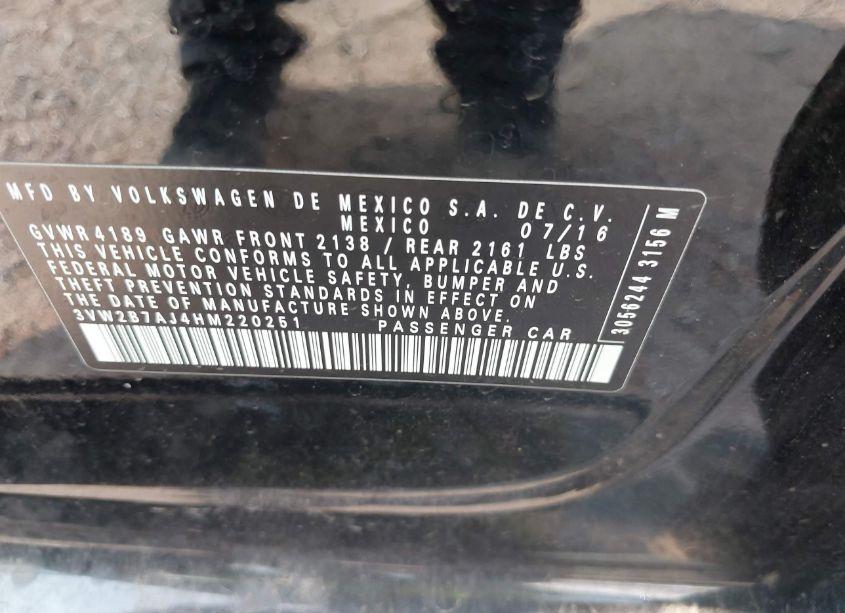 MFD BY VOLKSWAGEN DE MEXICO S.A. DE C.V.
MEXICO 07/16
GVWR 4189 GAWR FRONT 2138 / REAR 2161 LBS
THIS VEHICLE CONFORMS TO ALL APPLICABLE U.S.
FEDERAL MOTOR VEHICLE SAFETY, BUMPER AND
THEFT PREVENTION STANDARDS IN EFFECT ON
THE DATE OF MANUFACTURE SHOWN ABOVE.
3VW2B7AJ4HM220251 PASSENGER CAR
3056244 3156 M